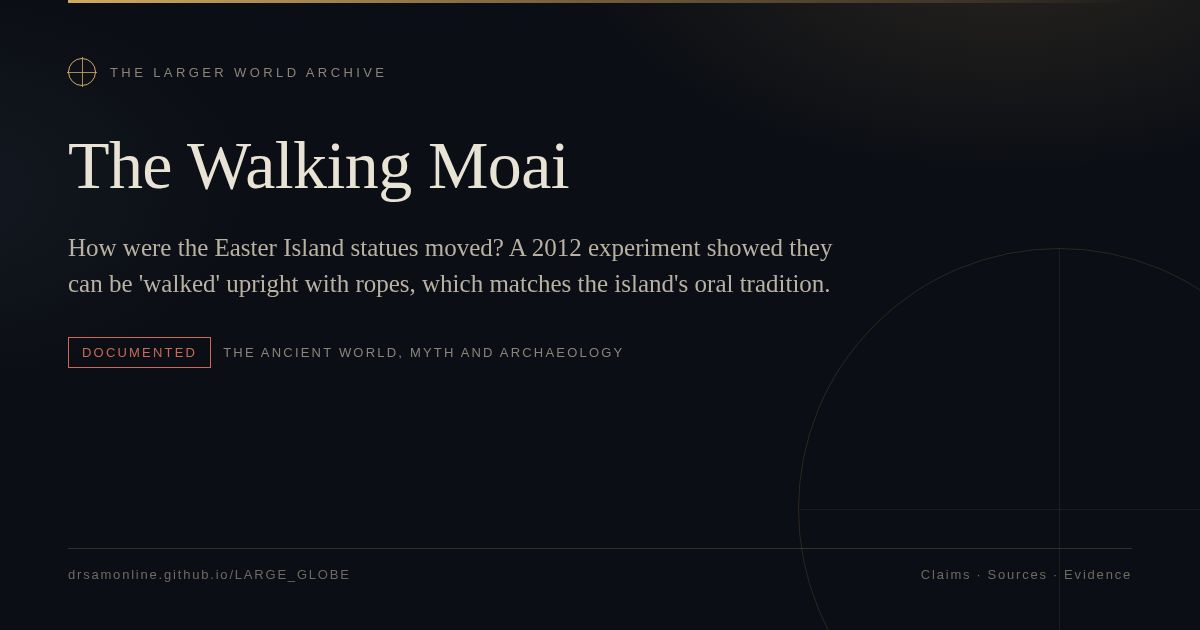 THE LARGER WORLD ARCHIVE
The Walking Moai
How were the Easter Island statues moved? A 2012 experiment showed they
can be 'walked' upright with ropes, which matches the island's oral tradition.
DOCUMENTED THE ANCIENT WORLD, MYTH AND ARCHAEOLOGY
drsamonline.github.io/LARGE_GLOBE Claims · Sources · Evidence